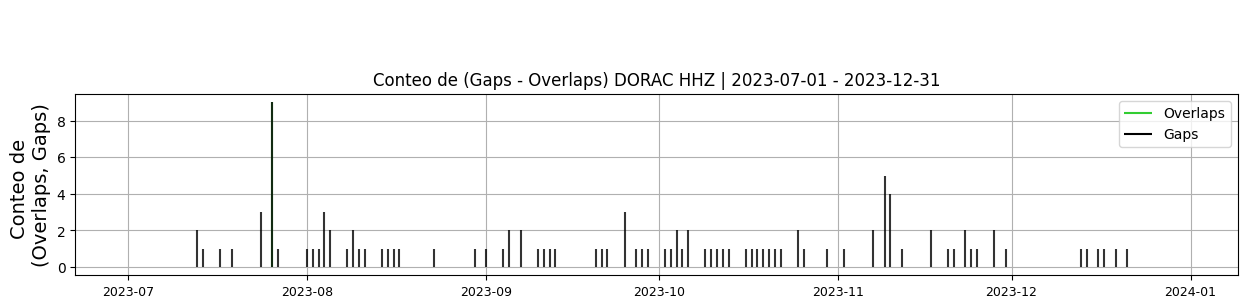 Conteo de (Gaps - Overlaps) DORAC HHZ | 2023-07-01 - 2023-12-31
Conteo de
(Overlaps, Gaps)
8
6
4
2
0
Overlaps
Gaps
2023-07
2023-08
2023-09
2023-10
2023-11
2023-12
2024-01